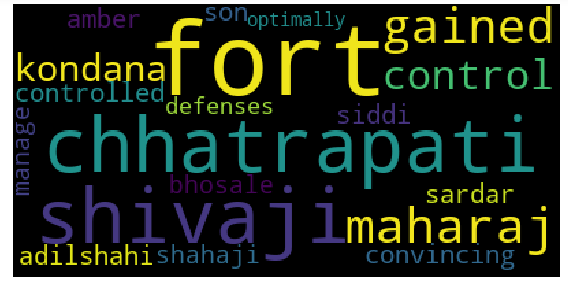 amber son optimally
fort gained
kondana control
controlled defenses siddi
manage chhatrapati
bhosale sardar
shivaji maharaj
adilshahi shahaji convincing